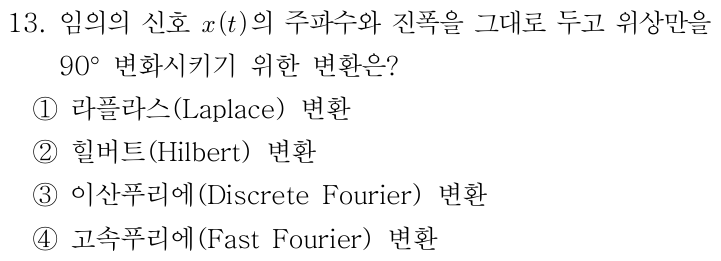 13. 임의의 신호 x(t)의 주파수와 진폭을 그대로 두고 위상만을
90° 변화시키기 위한 변환은?
① 라플라스(Laplace) 변환
② 힐버트(Hilbert) 변환
③ 이산푸리에(Discrete Fourier) 변환
④ 고속푸리에(Fast Fourier) 변환